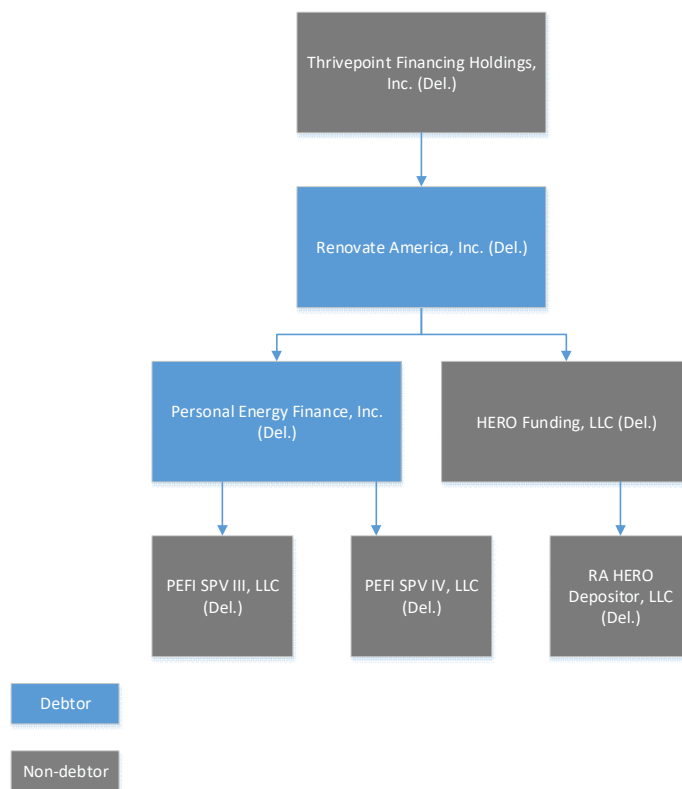 Thrivepoint Financing Holdings,
Inc. (Del.)
Renovate America, Inc. (Del.)
Personal Energy Finance, Inc.
(Del.)
HERO Funding, LLC (Del.)
PEFI SPV III, LLC
(Del.)
PEFI SPV IV, LLC
(Del.)
RA HERO
Depositor, LLC
(Del.)
Debtor
Non-debtor